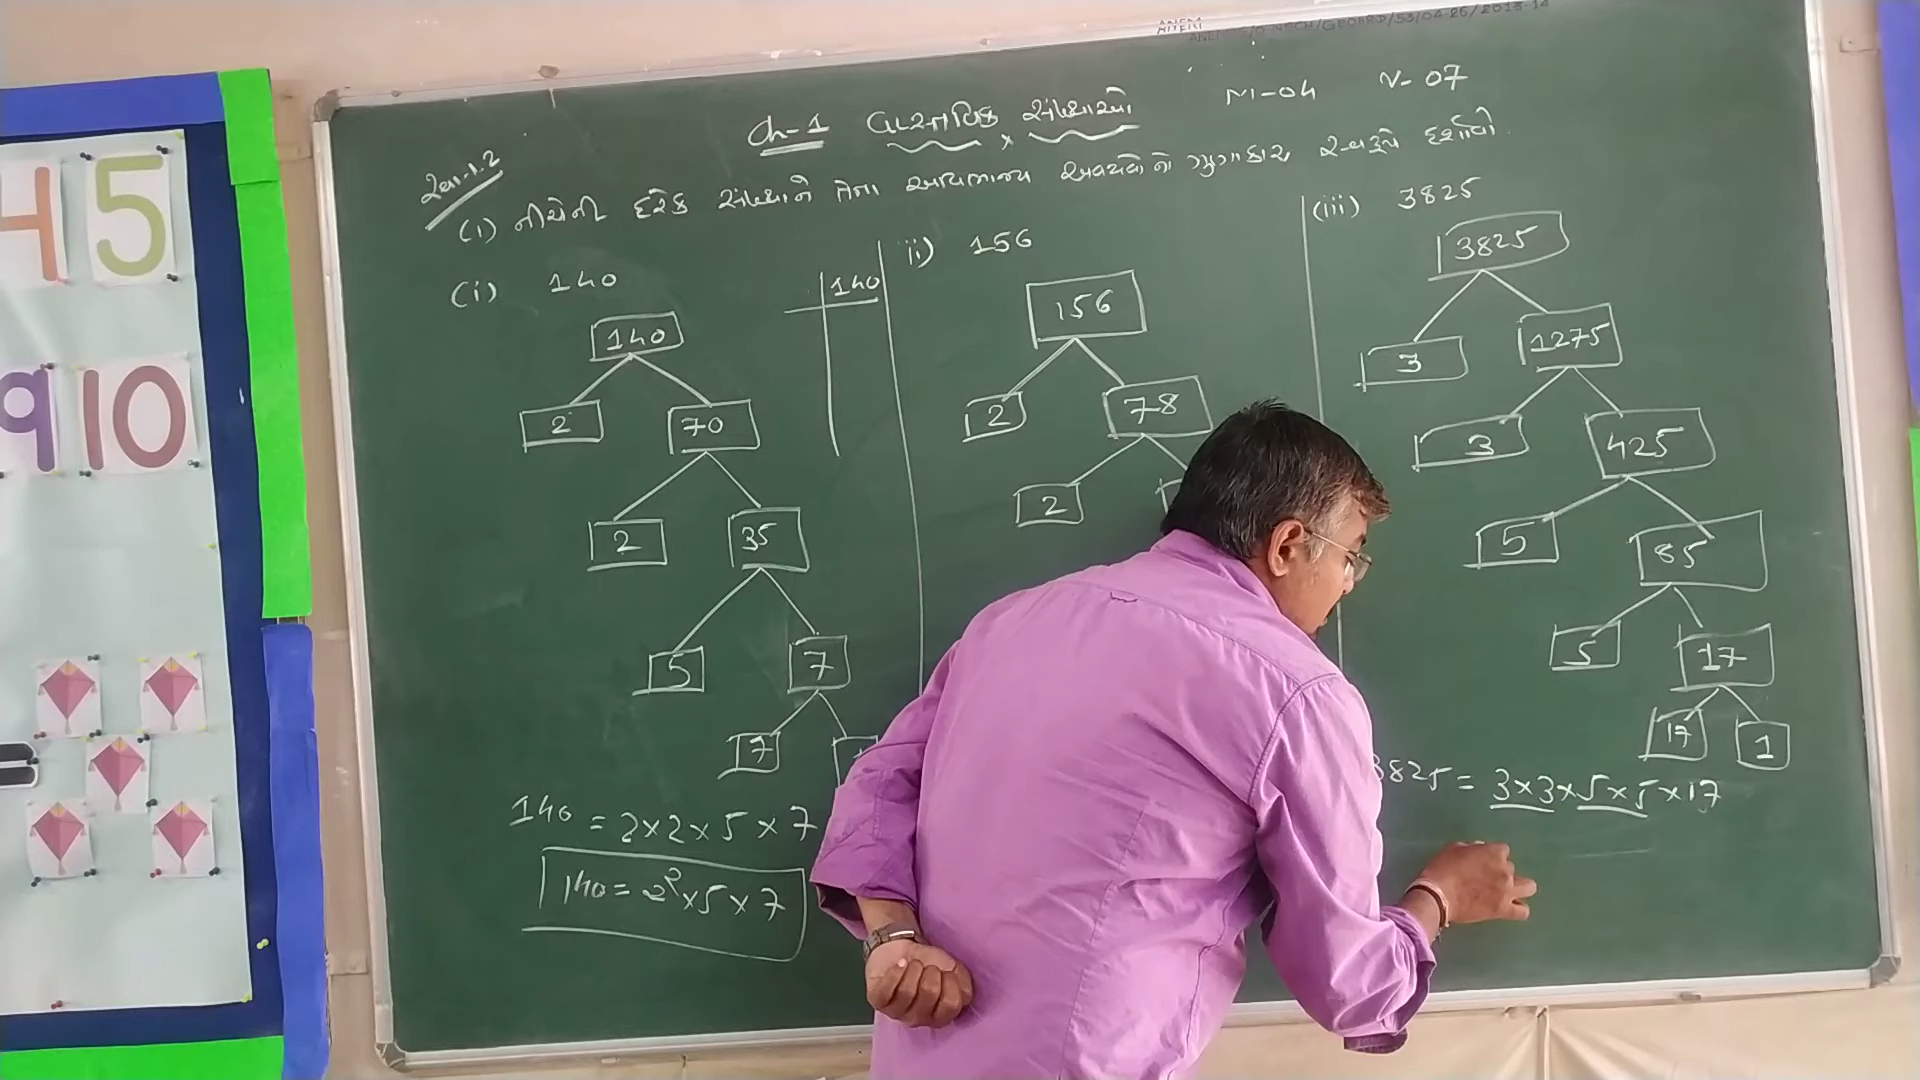 Ch-1 વાસ્તવિક સંખ્યાઓ M-04 V-07
સ્વા.1.2
(1) નીચેની દરેક સંખ્યાને તેના અવિભાજ્ય અવયવોનો ગુણાકાર સ્વરૂપે દર્શાવો.
(i) 140
140
140
2 70
2 35
5 7
7
140 = 2×2×5×7
140 = 2²×5×7
ii) 156
156
2 78
2
(iii) 3825
3825
3 1275
3 425
5 85
5 17
17 1
3825 = 3×3×5×5×17
45
9 10